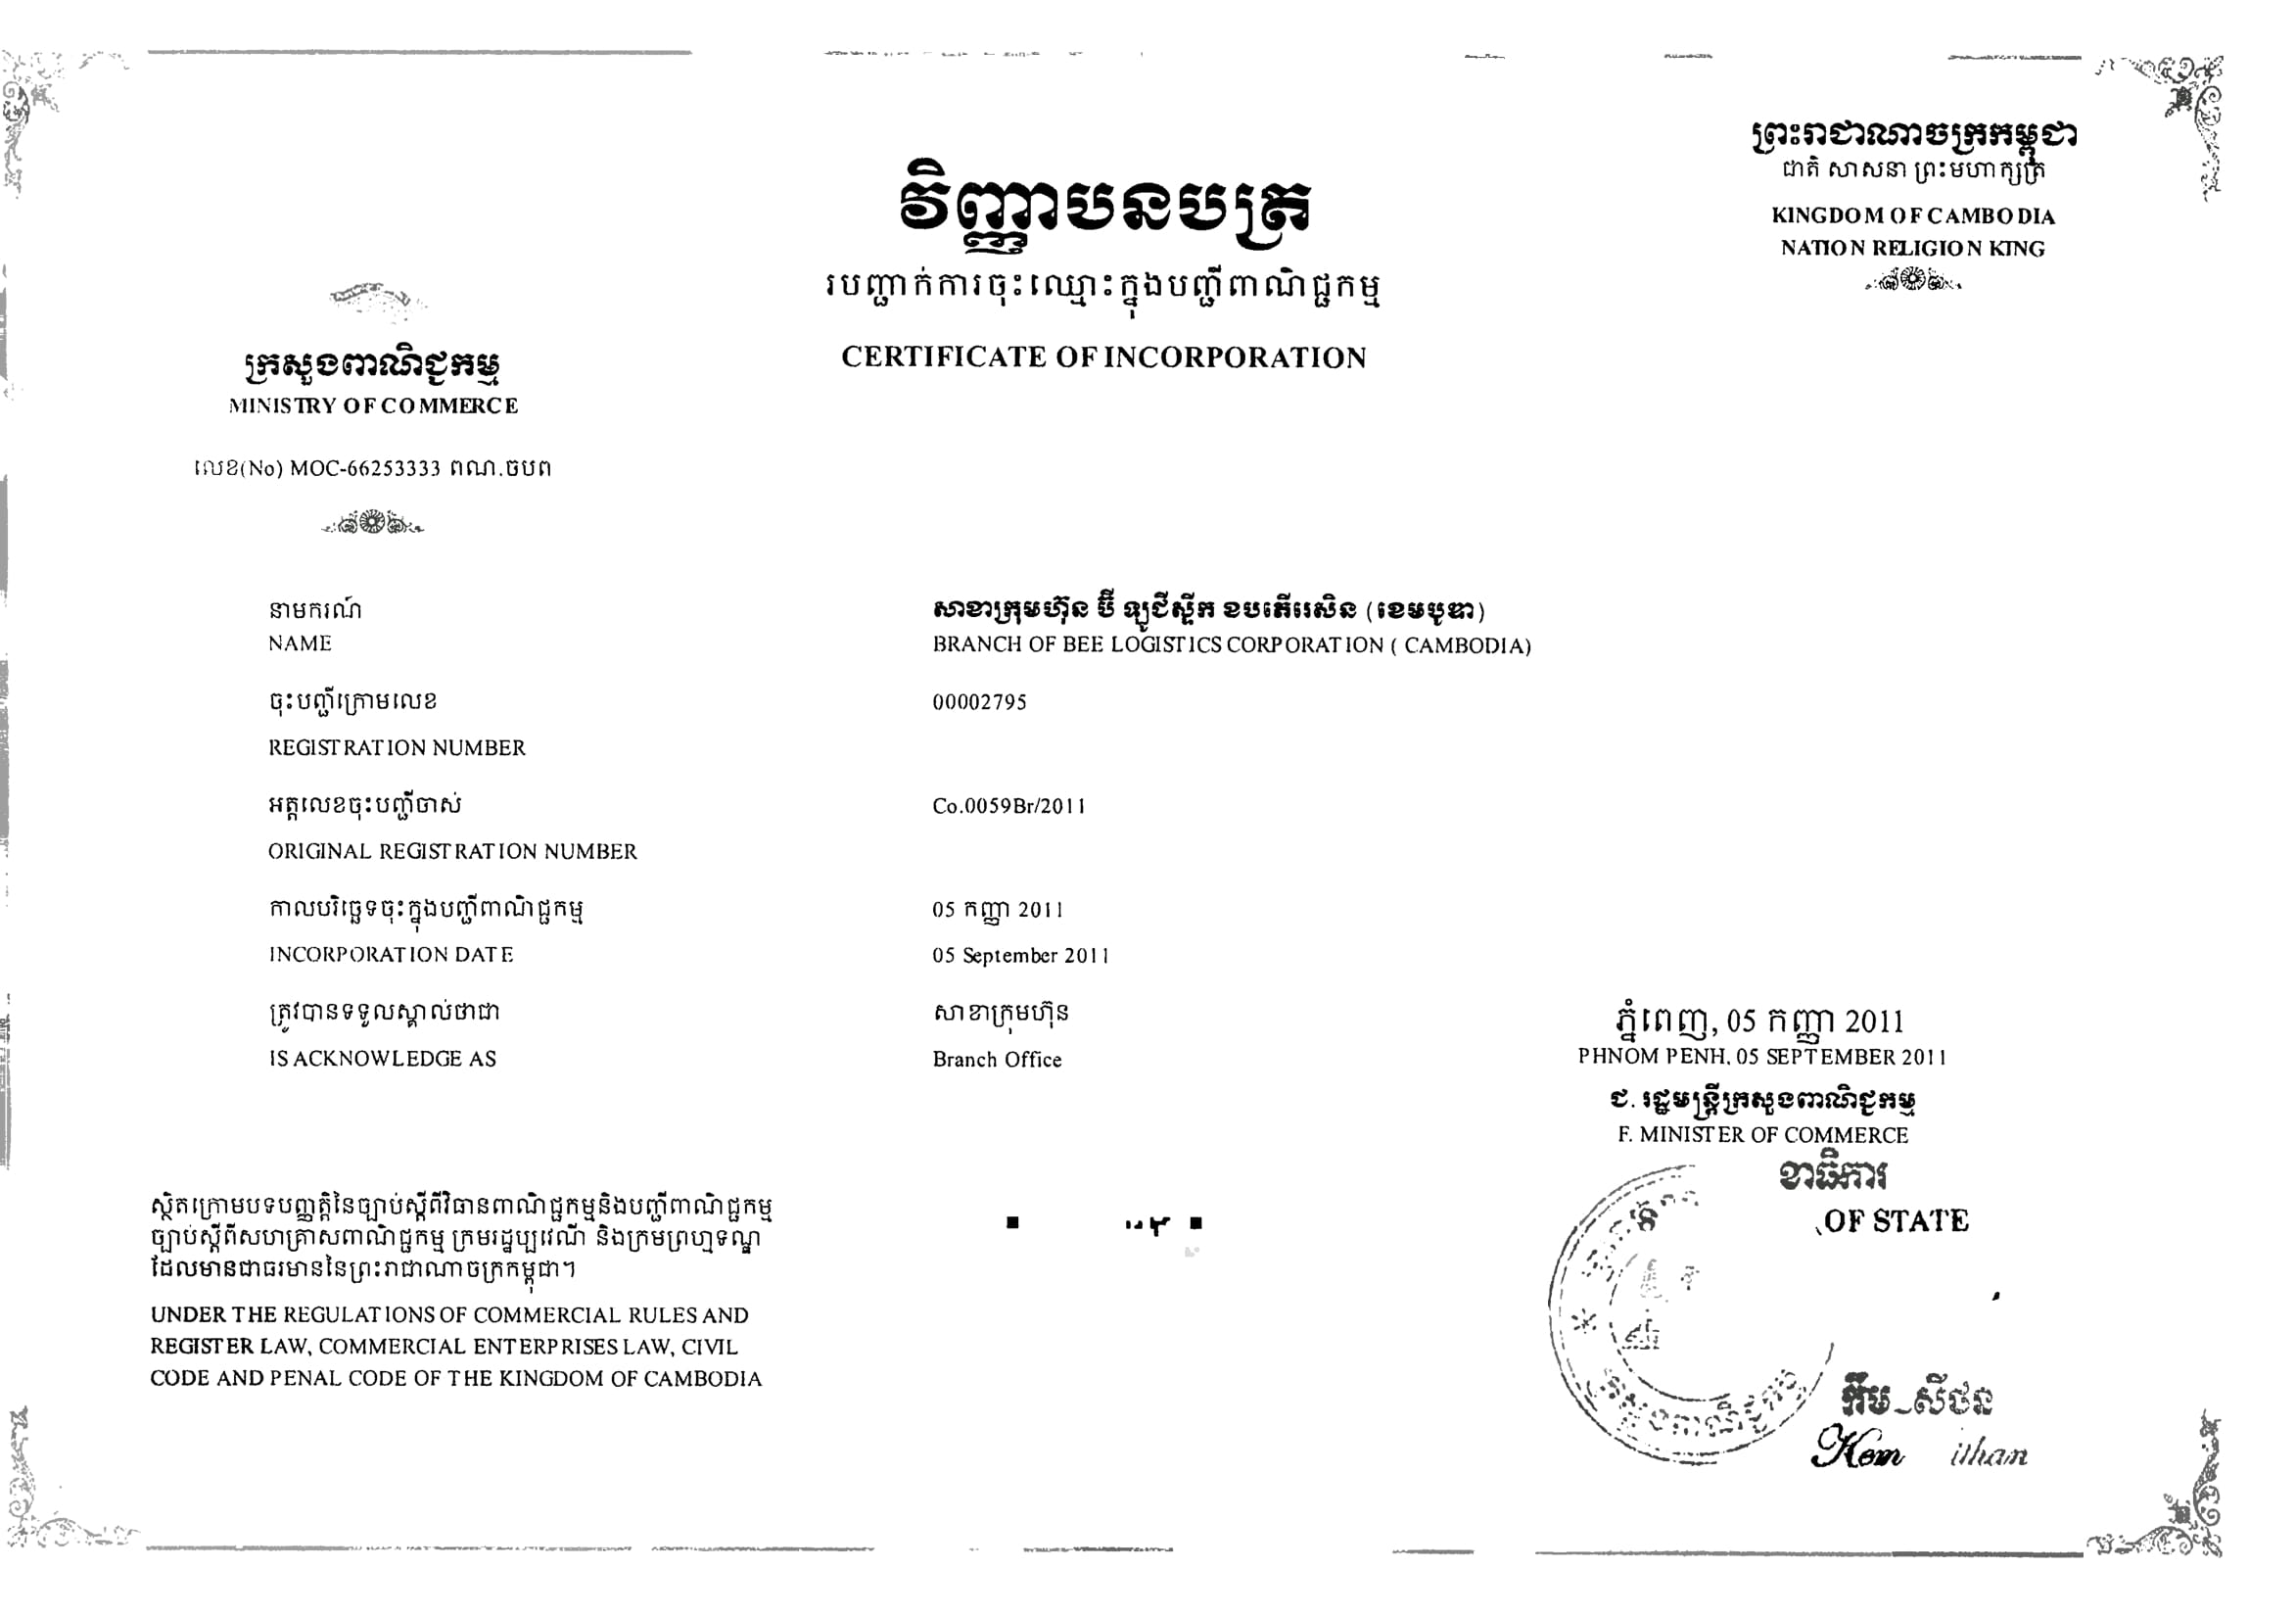 ព្រះរាជាណាចក្រកម្ពុជា
ជាតិ សាសនា ព្រះមហាក្សត្រ
KINGDOM OF CAMBODIA
NATION RELIGION KING
វិញ្ញាបនបត្រ
របញ្ជាក់ការចុះឈ្មោះក្នុងបញ្ជីពាណិជ្ជកម្ម
CERTIFICATE OF INCORPORATION
ក្រសួងពាណិជ្ជកម្ម
MINISTRY OF COMMERCE
លេខ(No) MOC-66253333 ពណ.ចបព
នាមករណ៍
សាខាក្រុមហ៊ុន ប៊ី ឡូជីស្ទីក ខបភើរេសិន (ខេមបូឌា)
NAME
BRANCH OF BEE LOGISTICS CORPORATION ( CAMBODIA)
ចុះបញ្ជីក្រោមលេខ
00002795
REGISTRATION NUMBER
អត្តលេខចុះបញ្ជីចាស់
Co.0059Br/2011
ORIGINAL REGISTRATION NUMBER
កាលបរិច្ឆេទចុះក្នុងបញ្ជីពាណិជ្ជកម្ម
05 កញ្ញា 2011
INCORPORATION DATE
05 September 2011
ត្រូវបានទទួលស្គាល់ថាជា
សាខាក្រុមហ៊ុន
IS ACKNOWLEDGE AS
Branch Office
ភ្នំពេញ, 05 កញ្ញា 2011
PHNOM PENH, 05 SEPTEMBER 2011
ជ. រដ្ឋមន្ត្រីក្រសួងពាណិជ្ជកម្ម
F. MINISTER OF COMMERCE
OF STATE
ស្ថិតក្រោមបទបញ្ញត្តិនៃច្បាប់ស្តីពីវិធានពាណិជ្ជកម្មនិងបញ្ជីពាណិជ្ជកម្ម
ច្បាប់ស្តីពីសហគ្រាសពាណិជ្ជកម្ម ក្រមរដ្ឋប្បវេណី និងក្រមព្រហ្មទណ្ឌ
ដែលមានជាធរមាននៃព្រះរាជាណាចក្រកម្ពុជា។
UNDER THE REGULATIONS OF COMMERCIAL RULES AND
REGISTER LAW, COMMERCIAL ENTERPRISES LAW, CIVIL
CODE AND PENAL CODE OF THE KINGDOM OF CAMBODIA
កឹម ស៊ីថន
Kem ithan